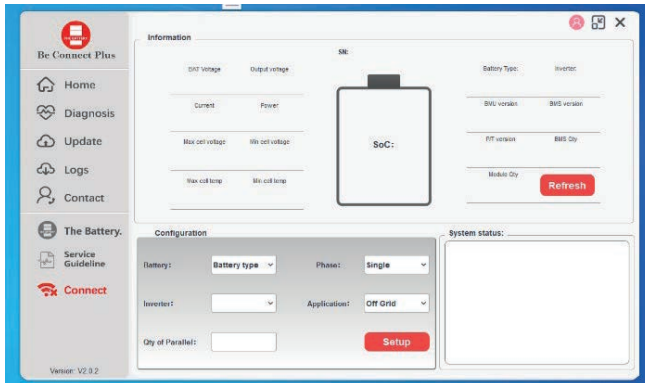 Be Connect Plus
Home
Diagnosis
Update
Logs
Contact
The Battery.
Service
Guideline
Connect
Version: V2.0.2
Information
SN:
BAT Voltage
Output voltage
Current
Power
Max cell voltage
Min cell voltage
Max cell temp
Min cell temp
SoC:
Battery Type:
Inverter:
BMU version
BMS version
P/T version
BMS Qty
Module Qty
Refresh
Configuration
Battery:
Battery type
Phase:
Single
Inverter:
Application:
Off Grid
Qty of Parallel:
Setup
System status: